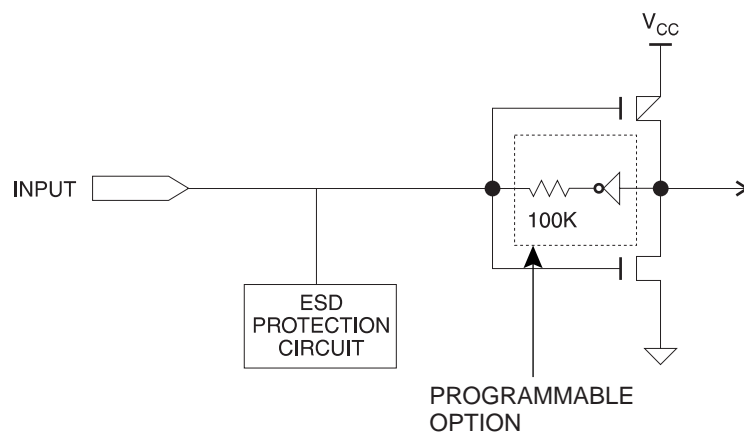 VCC
INPUT
100K
ESD
PROTECTION
CIRCUIT
PROGRAMMABLE
OPTION